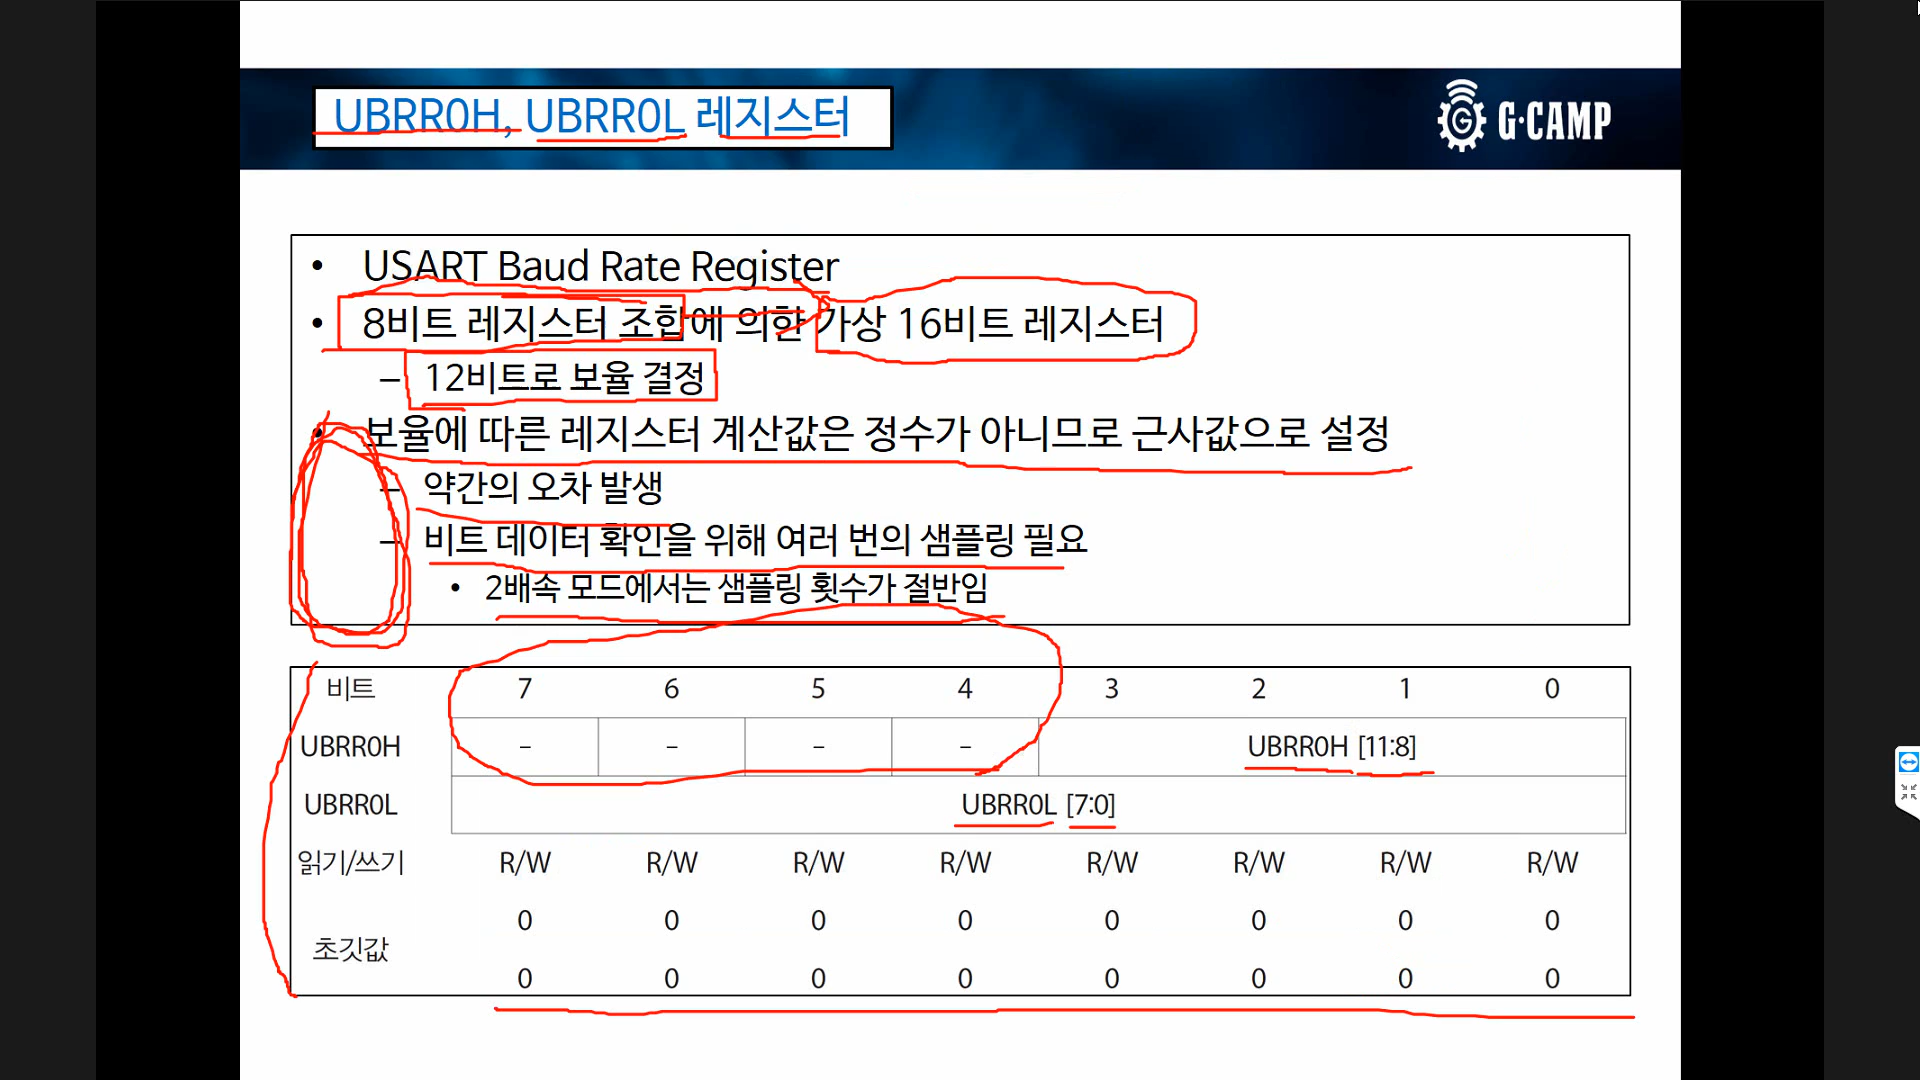 UBRR0H, UBRR0L 레지스터
G·CAMP
• USART Baud Rate Register
• 8비트 레지스터 조합에 의한 가상 16비트 레지스터
– 12비트로 보율 결정
• 보율에 따른 레지스터 계산값은 정수가 아니므로 근사값으로 설정
– 약간의 오차 발생
– 비트 데이터 확인을 위해 여러 번의 샘플링 필요
• 2배속 모드에서는 샘플링 횟수가 절반임
비트 7 6 5 4 3 2 1 0
UBRR0H – – – – UBRR0H [11:8]
UBRR0L UBRR0L [7:0]
읽기/쓰기 R/W R/W R/W R/W R/W R/W R/W R/W
초깃값
0 0 0 0 0 0 0 0
0 0 0 0 0 0 0 0